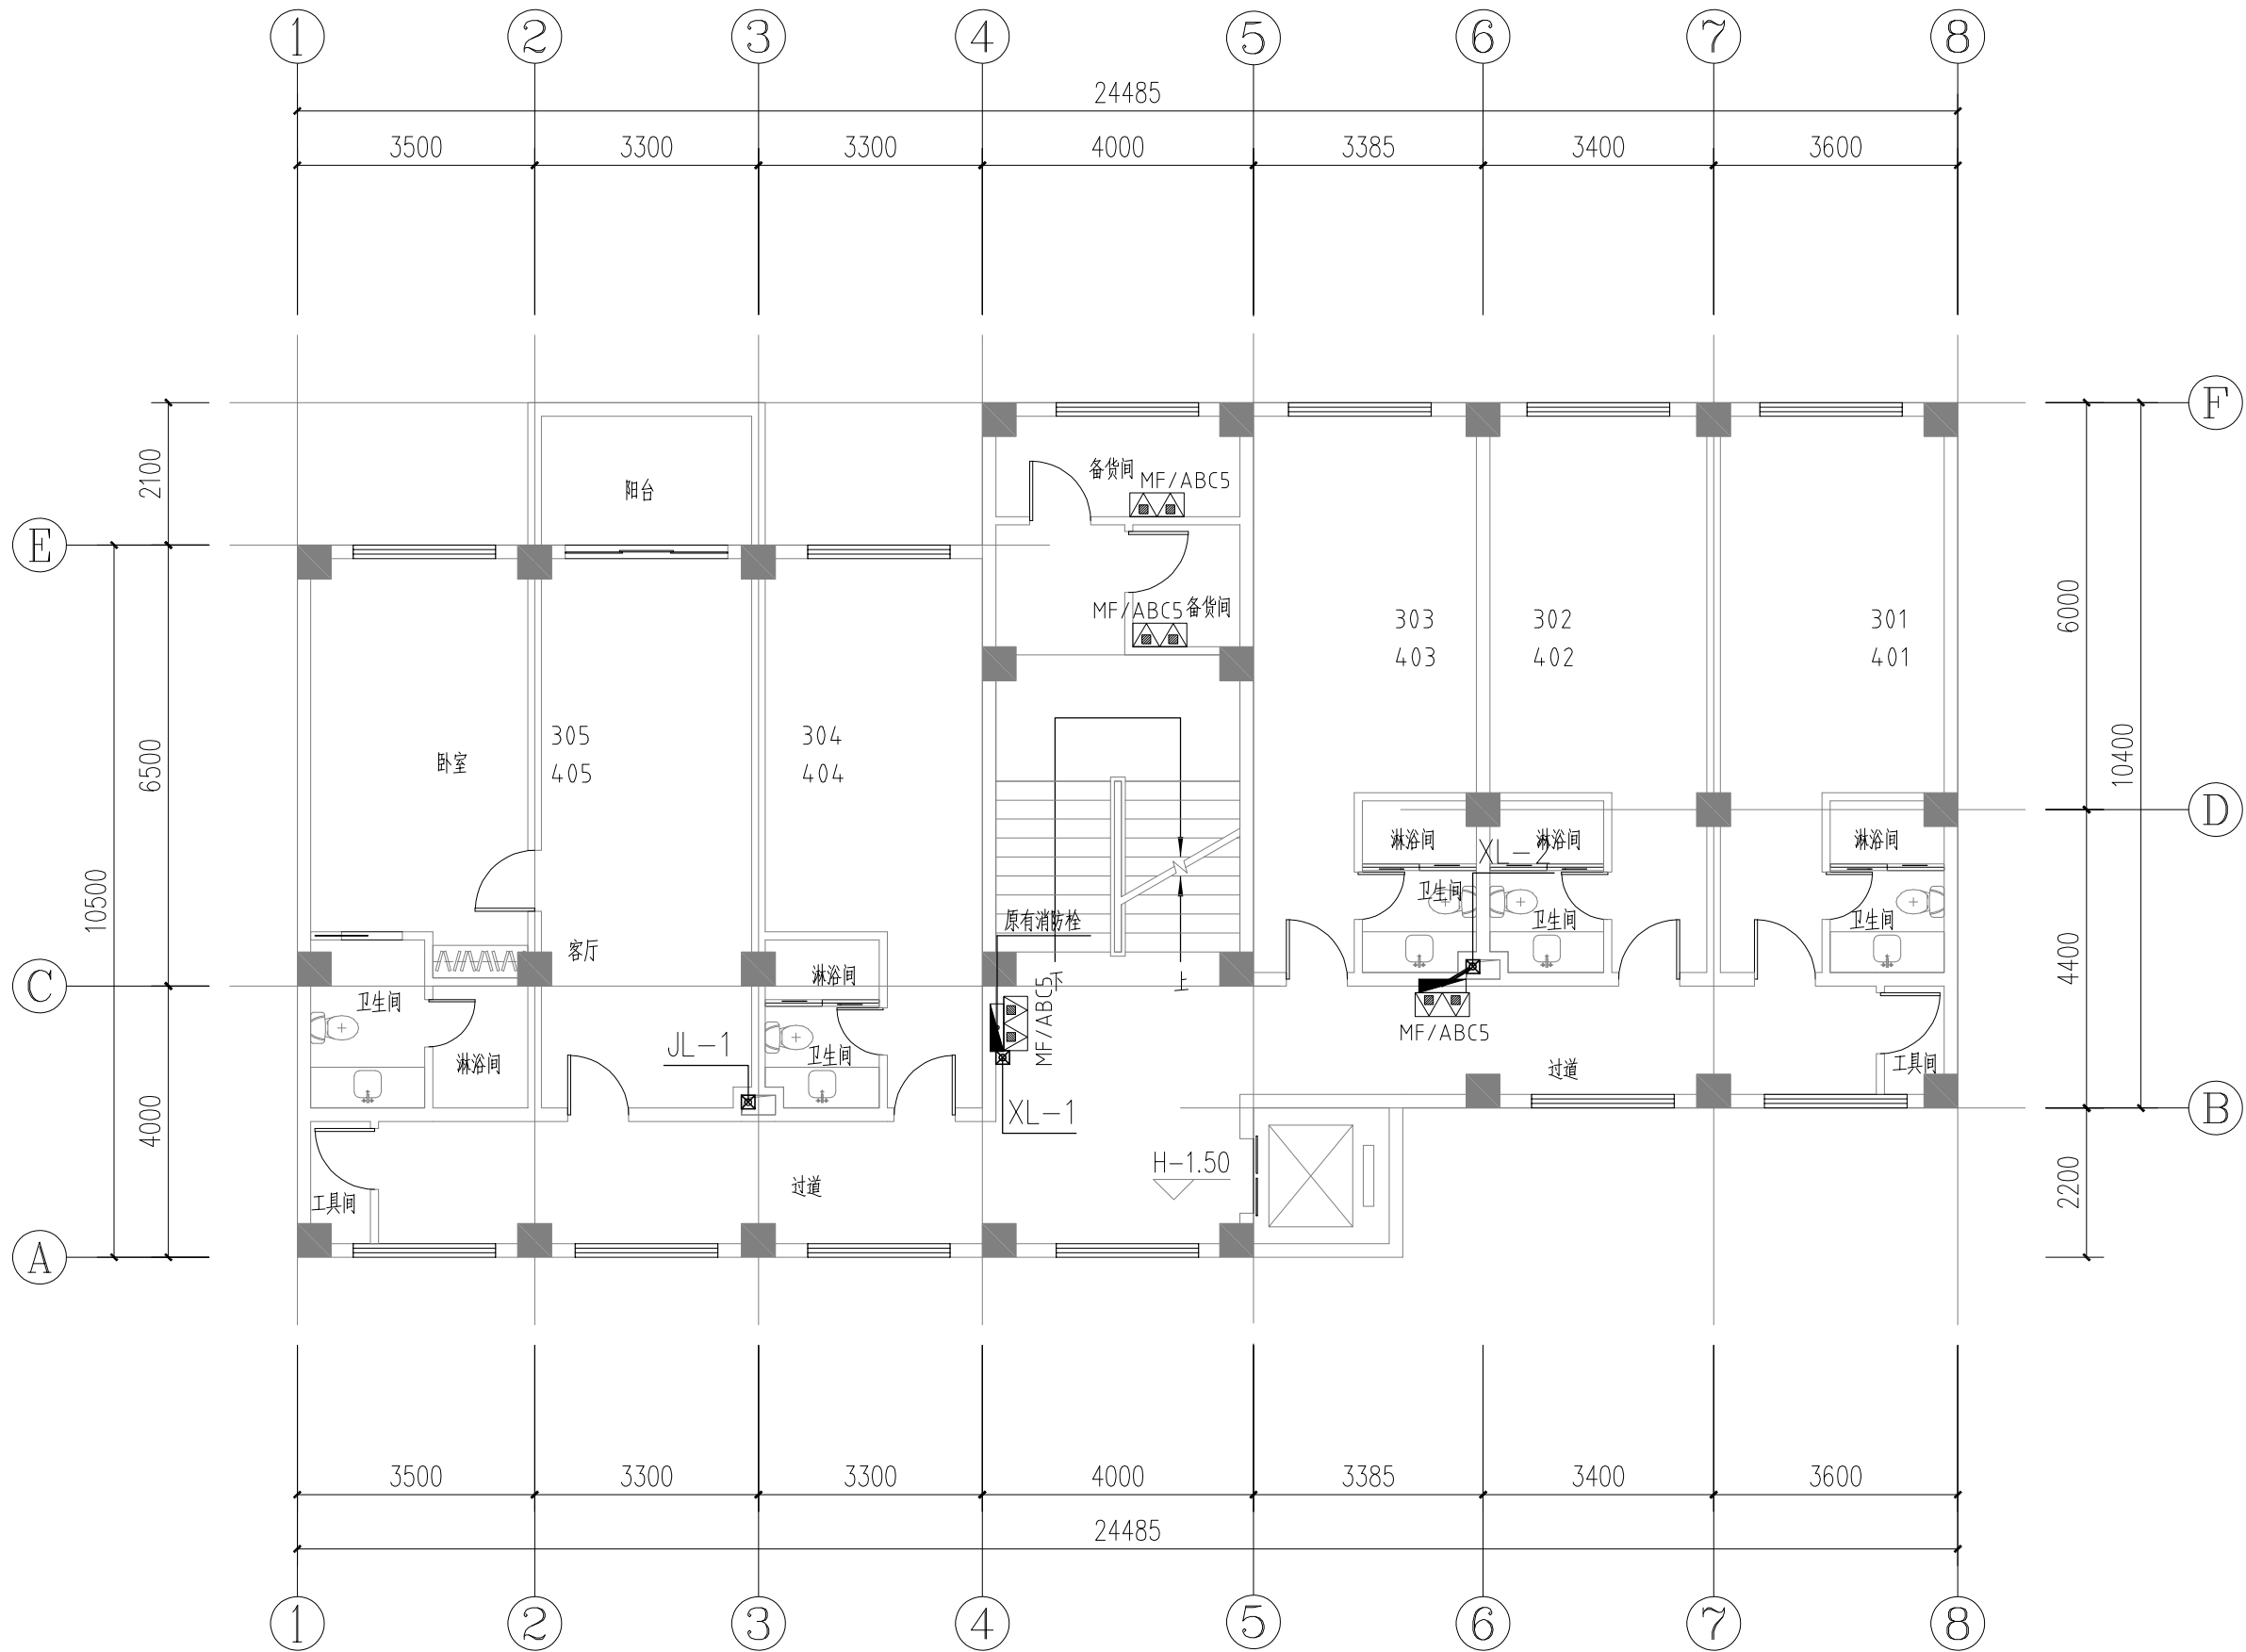 1 2 3 4 5 6 7 8
24485
3500 3300 3300 4000 3385 3400 3600
F
2100
备货间
MF/ABC5
阳台
E
MF/ABC5
备货间
303 302 301
403 402 401
6000
10400
6500
305 304
405 404
卧室
D
淋浴间 淋浴间 淋浴间
XL-2
卫生间
卫生间 卫生间
原有消防栓
10500
客厅
淋浴间
下 上
4400
C
卫生间
MF/ABC5
MF/ABC5
JL-1
卫生间
淋浴间
过道
工具间
4000
XL-1
B
H-1.50
过道
工具间
2200
A
3500 3300 3300 4000 3385 3400 3600
24485
1 2 3 4 5 6 7 8